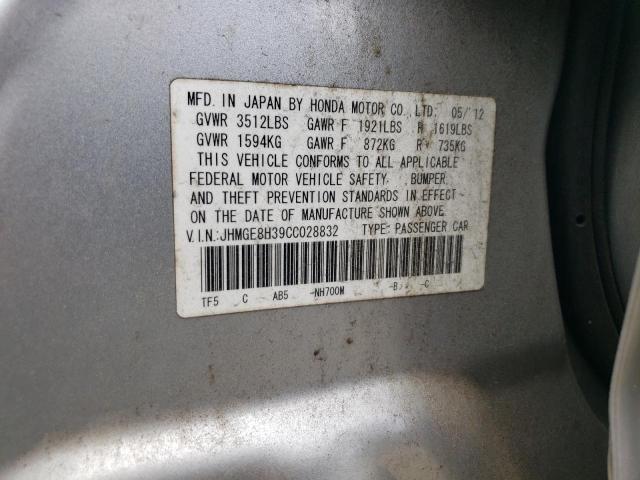 MFD. IN JAPAN BY HONDA MOTOR CO., LTD. 05/'12
GVWR 3512LBS GAWR F 1921LBS R 1619LBS
GVWR 1594KG GAWR F 872KG R 735KG
THIS VEHICLE CONFORMS TO ALL APPLICABLE
FEDERAL MOTOR VEHICLE SAFETY, BUMPER,
AND THEFT PREVENTION STANDARDS IN EFFECT
ON THE DATE OF MANUFACTURE SHOWN ABOVE.
V.I.N.:JHMGE8H39CC028832 TYPE: PASSENGER CAR
TF5 C AB5 -NH700M -B -C